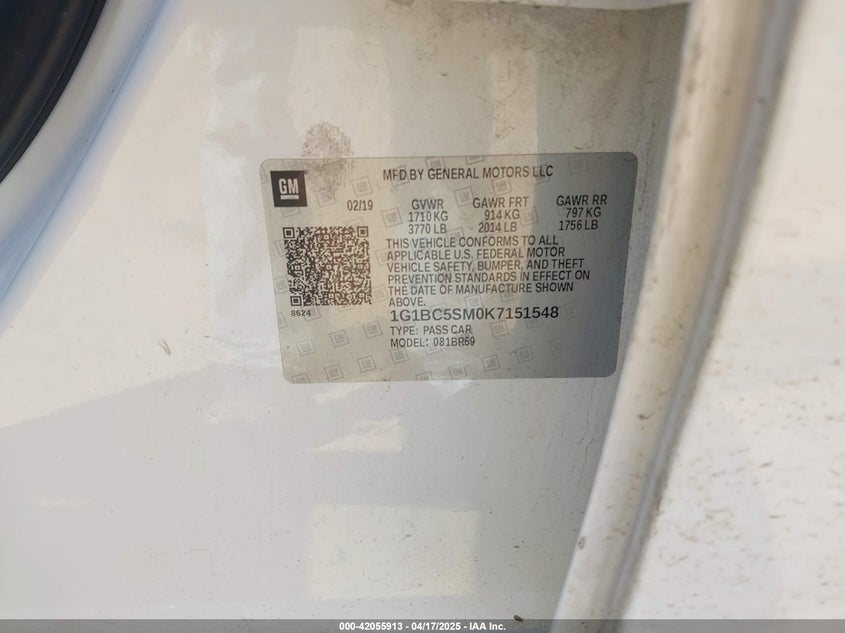 GM
MFD BY GENERAL MOTORS LLC
02/19 GVWR GAWR FRT GAWR RR
1710 KG 914 KG 797 KG
3770 LB 2014 LB 1756 LB
THIS VEHICLE CONFORMS TO ALL
APPLICABLE U.S. FEDERAL MOTOR
VEHICLE SAFETY, BUMPER, AND THEFT
PREVENTION STANDARDS IN EFFECT ON
THE DATE OF MANUFACTURE SHOWN
ABOVE.
8624
1G1BC5SM0K7151548
TYPE: PASS CAR
MODEL: 081BR69
000-42055913 - 04/17/2025 - IAA Inc.